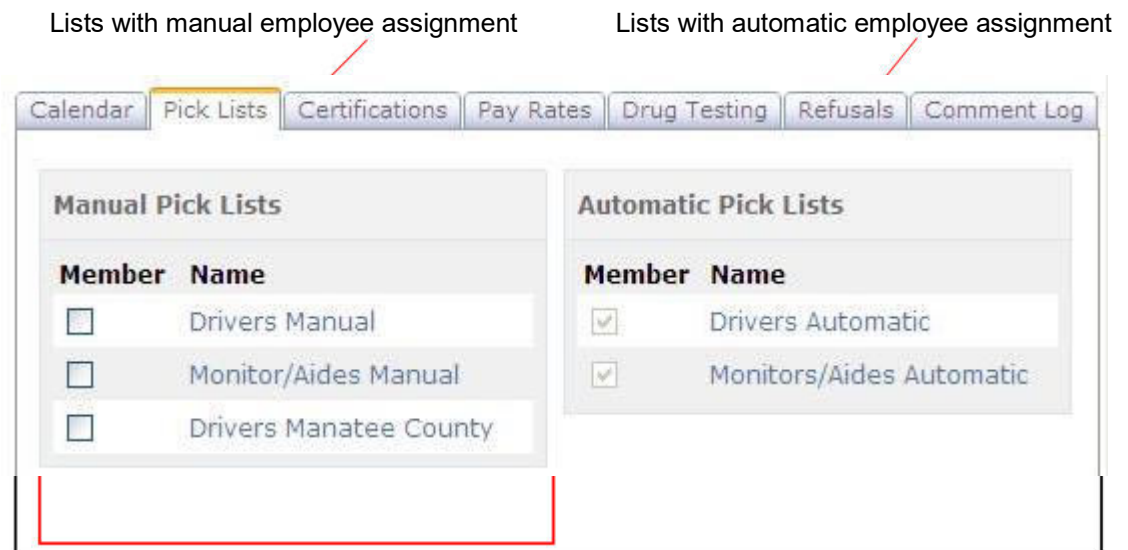 Lists with manual employee assignment Lists with automatic employee assignment
Calendar Pick Lists Certifications Pay Rates Drug Testing Refusals Comment Log
Manual Pick Lists
Member Name
Drivers Manual
Monitor/Aides Manual
Drivers Manatee County
Automatic Pick Lists
Member Name
Drivers Automatic
Monitors/Aides Automatic